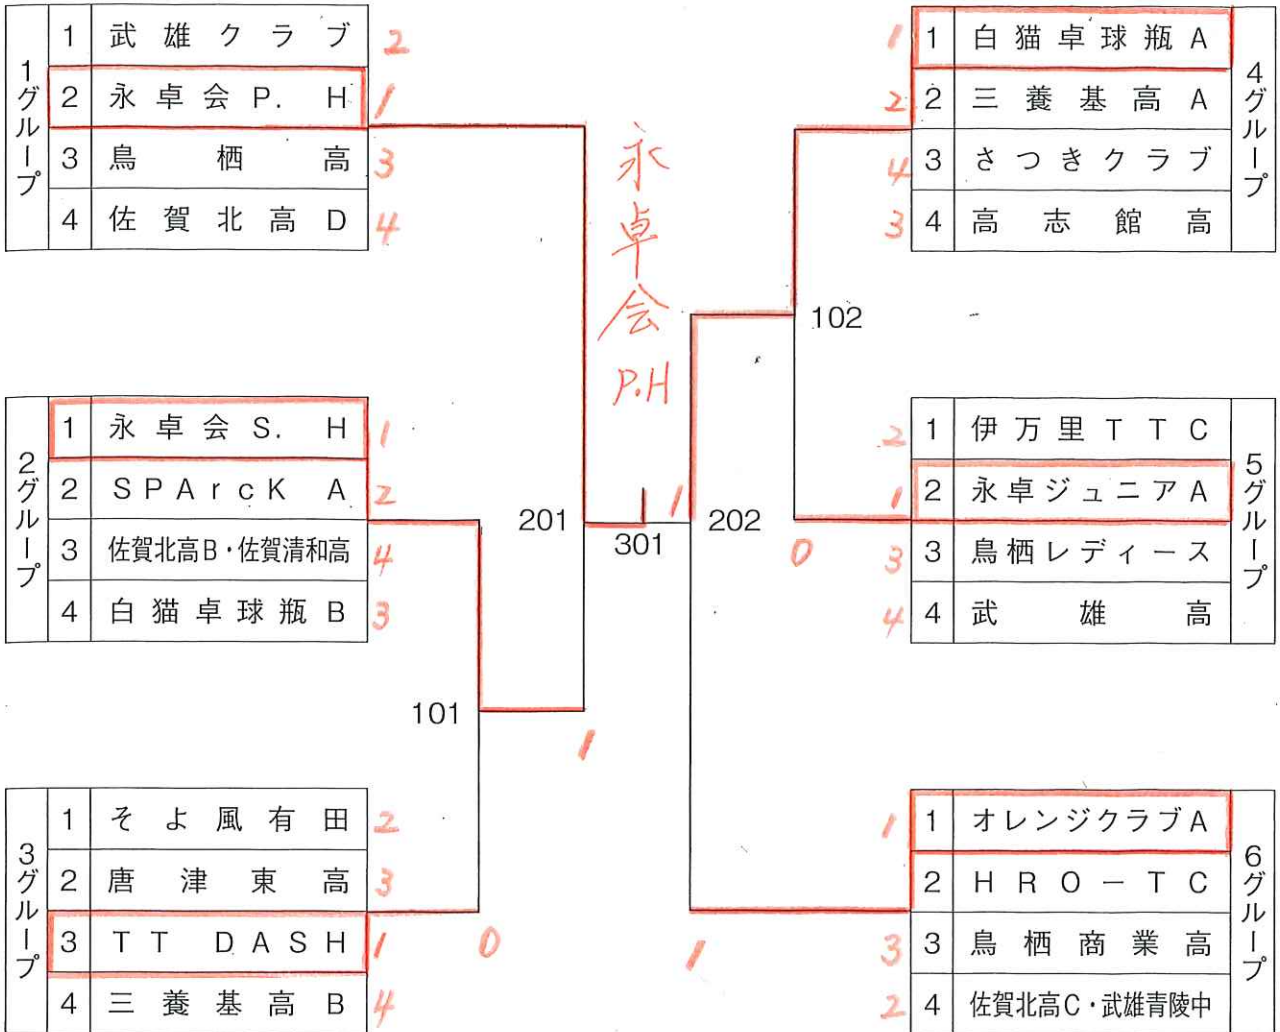 1グループ
1 武雄クラブ 2
2 永卓会P.H 1
3 鳥栖高 3
4 佐賀北高D 4
2グループ
1 永卓会S.H 1
2 SPArcK A 2
3 佐賀北高B・佐賀清和高 4
4 白猫卓球瓶B 3
3グループ
1 そよ風有田 2
2 唐津東高 3
3 TT DASH 1
4 三養基高B 4
101
0
1
201
永卓会
P.H
301
1
202
102
0
1
4グループ
1 1 白猫卓球瓶A
2 2 三養基高A
4 3 さつきクラブ
3 4 高志館高
5グループ
2 1 伊万里TTC
1 2 永卓ジュニアA
3 3 鳥栖レディース
4 4 武雄高
6グループ
1 1 オレンジクラブA
2 HRO-TC
3 3 鳥栖商業高
2 4 佐賀北高C・武雄青陵中